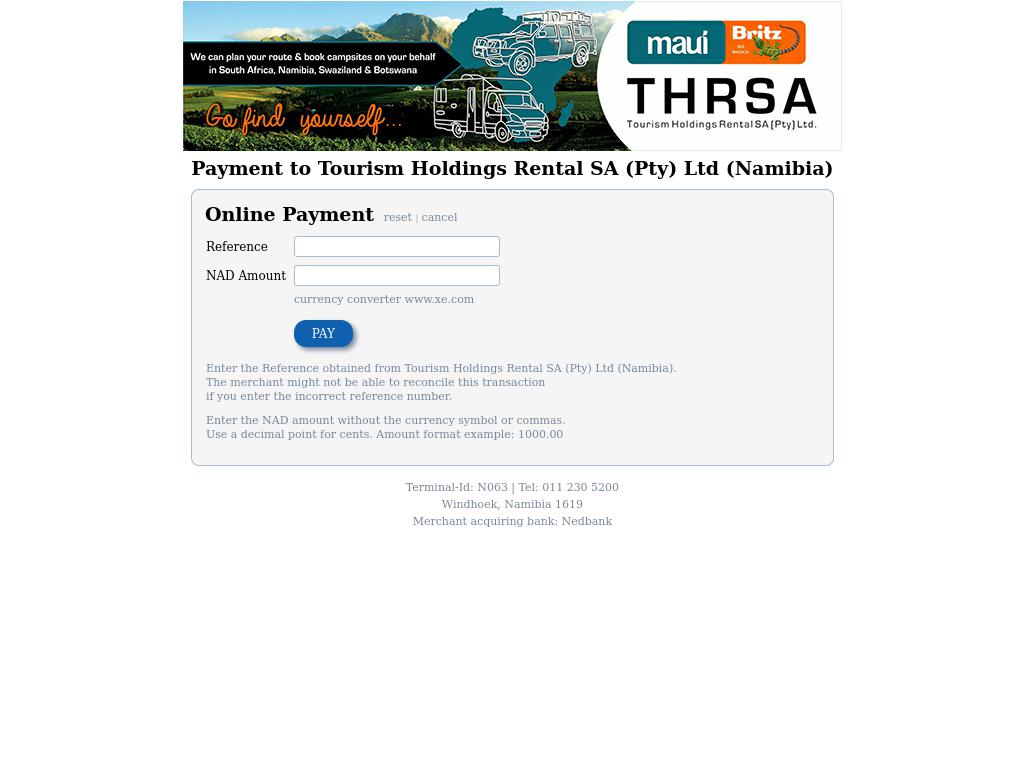 We can plan your route & book campsites on your behalf
in South Africa, Namibia, Swaziland & Botswana
Go find yourself...
maui
Britz
4x4
Rentals
THRSA
Tourism Holdings Rental SA (Pty) Ltd.
Payment to Tourism Holdings Rental SA (Pty) Ltd (Namibia)
Online Payment reset | cancel
Reference
NAD Amount
currency converter www.xe.com
PAY
Enter the Reference obtained from Tourism Holdings Rental SA (Pty) Ltd (Namibia).
The merchant might not be able to reconcile this transaction
if you enter the incorrect reference number.
Enter the NAD amount without the currency symbol or commas.
Use a decimal point for cents. Amount format example: 1000.00
Terminal-Id: N063 | Tel: 011 230 5200
Windhoek, Namibia 1619
Merchant acquiring bank: Nedbank